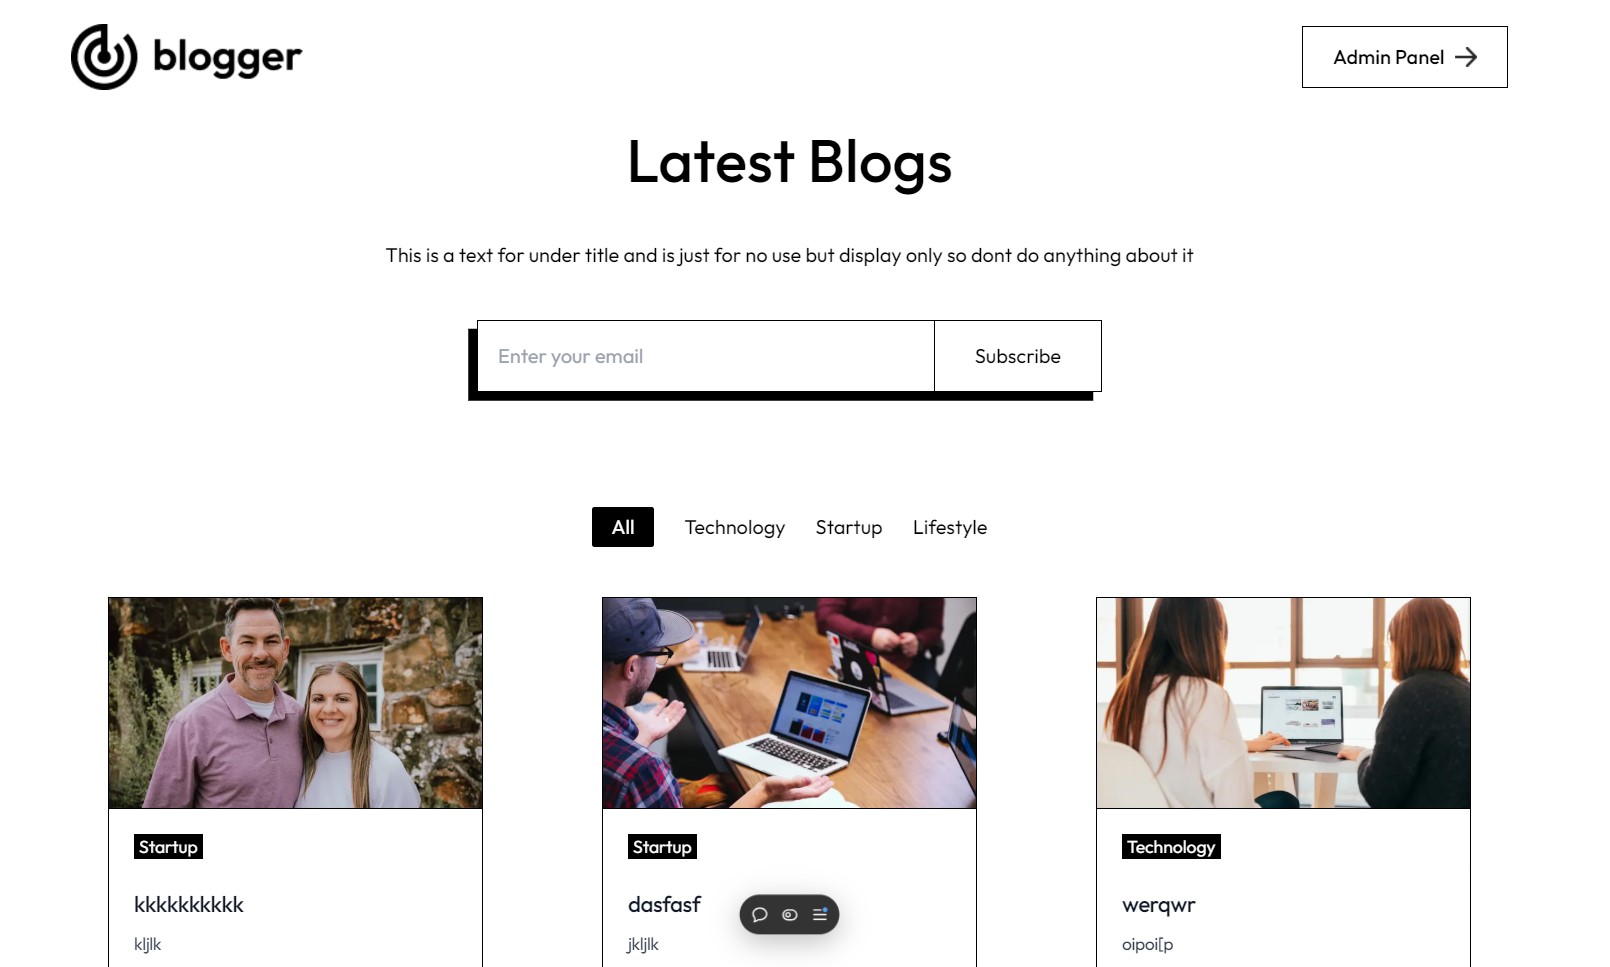 blogger
Admin Panel
Latest Blogs
This is a text for under title and is just for no use but display only so dont do anything about it
Enter your email
Subscribe
All
Technology
Startup
Lifestyle
Startup
kkkkkkkkkk
kljlk
Startup
dasfasf
jkljlk
Technology
werqwr
oipoi[p